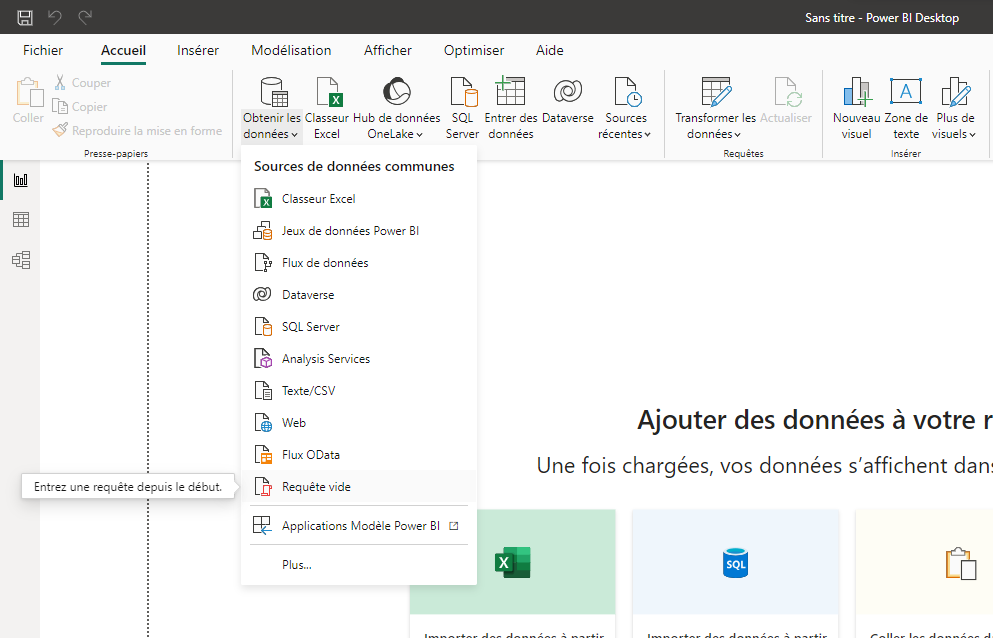 Sans titre - Power BI Desktop
Fichier
Accueil
Insérer
Modélisation
Afficher
Optimiser
Aide
Coller
Couper
Copier
Reproduire la mise en forme
Presse-papiers
Obtenir les
données
Classeur
Excel
Hub de données
OneLake
SQL
Server
Entrer des
données
Dataverse
Sources
récentes
Transformer les
données
Actualiser
Requêtes
Nouveau
visuel
Zone de
texte
Plus de
visuels
Insérer
Sources de données communes
Classeur Excel
Jeux de données Power BI
Flux de données
Dataverse
SQL Server
Analysis Services
Texte/CSV
Web
Flux OData
Requête vide
Entrez une requête depuis le début.
Applications Modèle Power BI
Plus...
Ajouter des données à votre r
Une fois chargées, vos données s’affichent dans
SQL
Importer des données à partir
Importer des données à partir
Coller les données d